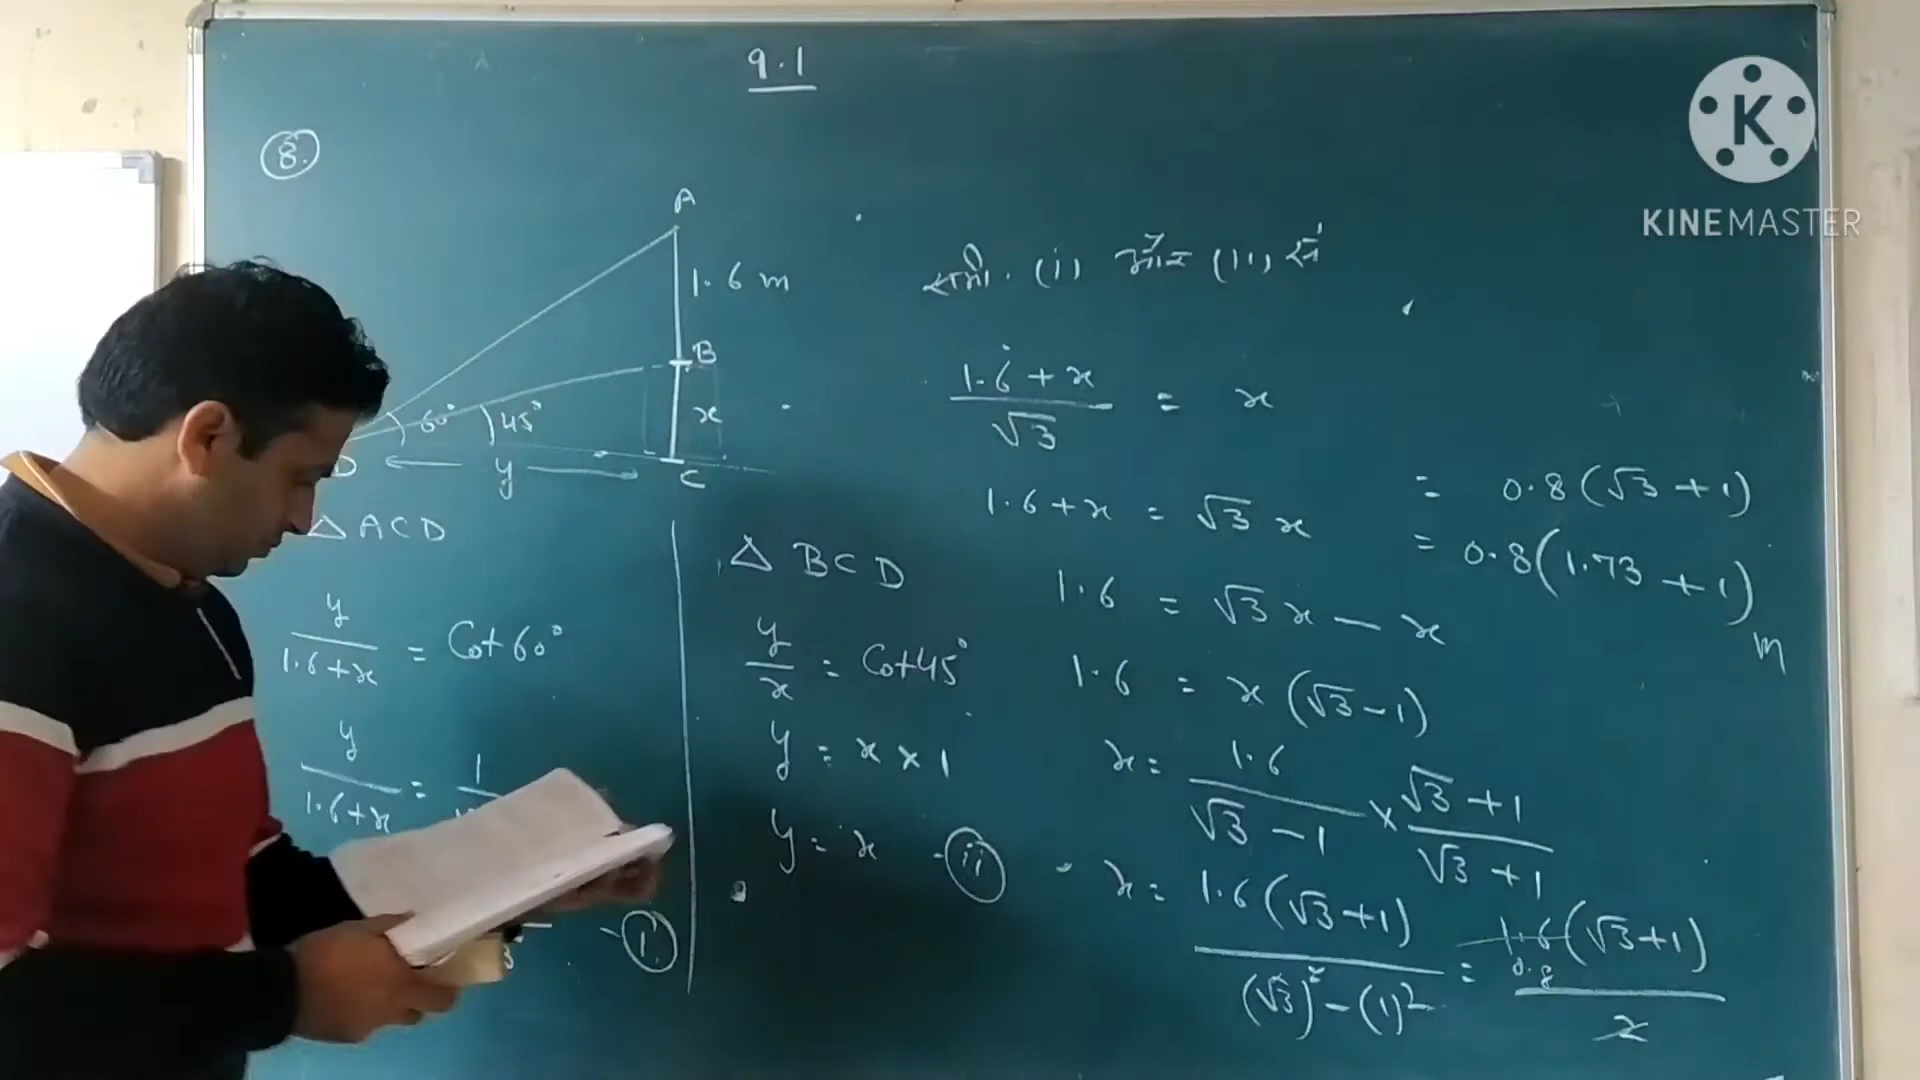 9.1
8.
A
1.6 m
B
x
60° 45°
D y C
△ ACD
y/(1.6+x) = Cot 60°
y/(1.6+x) = 1
i
△ BCD
y/x = Cot 45°
y = x × 1
y = x - ii
समी. (i) और (ii) से
(1.6 + x)/√3 = x
1.6 + x = √3 x
1.6 = √3 x - x
1.6 = x (√3 - 1)
x = 1.6/(√3 - 1) × (√3 + 1)/(√3 + 1)
x = 1.6 (√3 + 1)/((√3)² - (1)²) = 1.6 (√3 + 1)/2
0.8
= 0.8 (√3 + 1)
= 0.8 (1.73 + 1) m
K
KINEMASTER